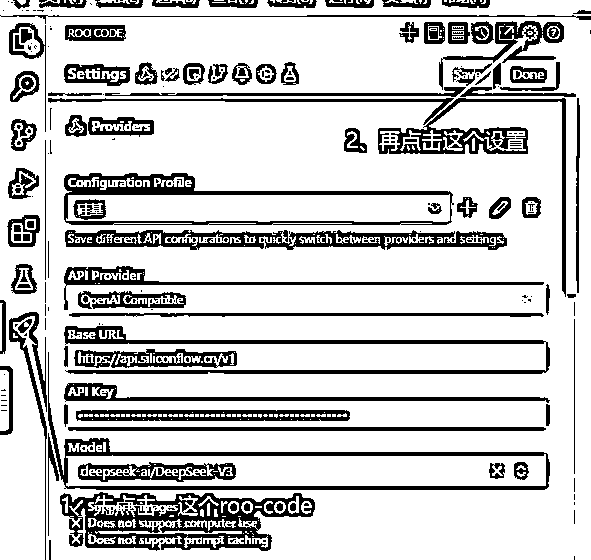 ROO CODE
Settings
Save
Done
Providers
2、再点击这个设置
Configuration Profile
硅基
Save different API configurations to quickly switch between providers and settings.
API Provider
OpenAI Compatible
Base URL
https://api.siliconflow.cn/v1
API Key
Model
deepseek-ai/DeepSeek-V3
1、先点击，这个roo-code
images
Does not support computer use
Does not support prompt caching